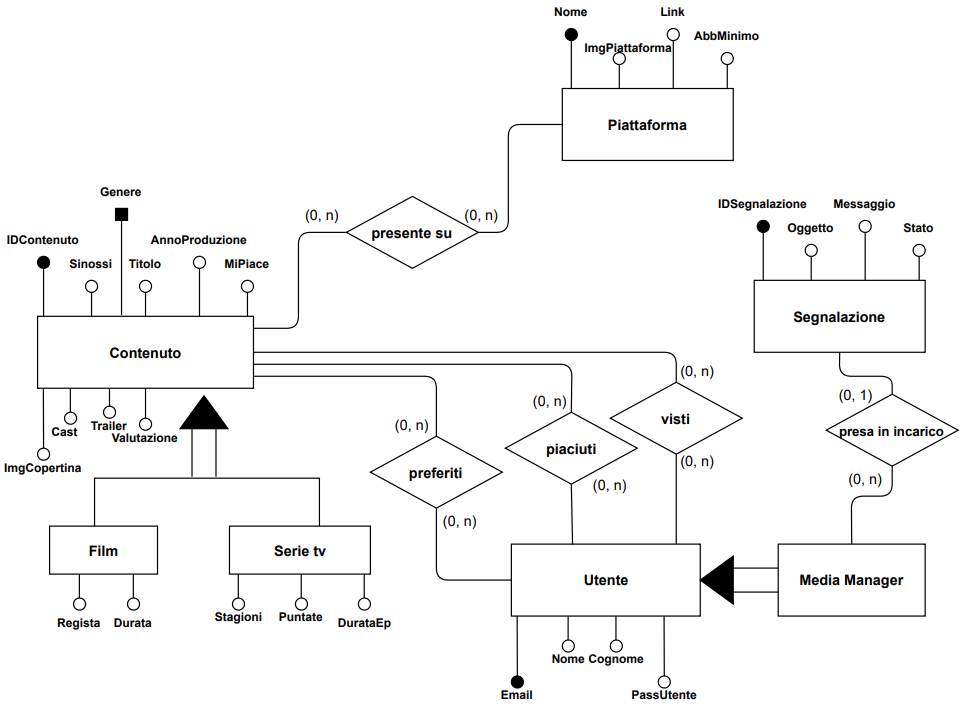 Nome
Link
ImgPiattaforma
AbbMinimo
Piattaforma
Genere
(0, n)
(0, n)
presente su
IDSegnalazione
Messaggio
Oggetto
Stato
IDContenuto
AnnoProduzione
Sinossi
Titolo
MiPiace
Segnalazione
Contenuto
(0, n)
(0, n)
(0, n)
(0, 1)
Cast
Trailer
Valutazione
visti
presa in incarico
ImgCopertina
piaciuti
(0, n)
preferiti
(0, n)
(0, n)
(0, n)
Film
Serie tv
Utente
Media Manager
Regista
Durata
Stagioni
Puntate
DurataEp
Nome
Cognome
Email
PassUtente